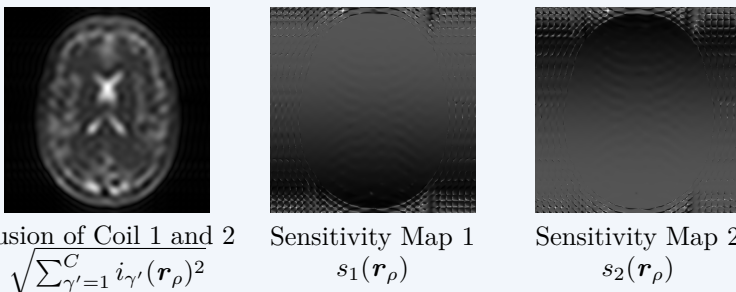 usion of Coil 1 and 2
√∑_{γ'=1}^{C} i_{γ'}(r_ρ)²
Sensitivity Map 1
s₁(r_ρ)
Sensitivity Map 2
s₂(r_ρ)